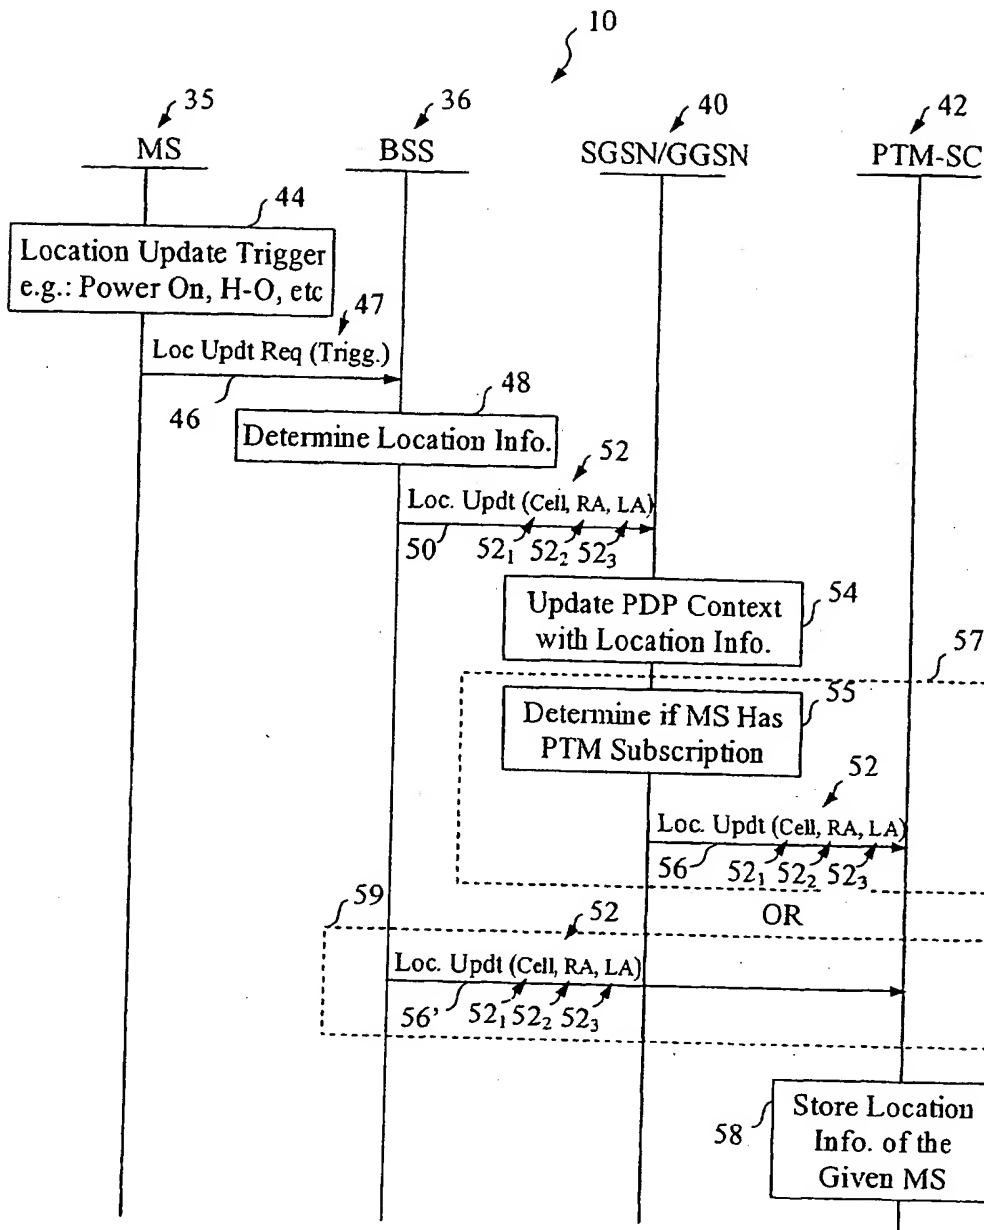 10
35
36
40
42
MS
BSS
SGSN/GGSN
PTM-SC
44
Location Update Trigger
e.g.: Power On, H-O, etc
47
Loc Updt Req (Trigg.)
46
48
Determine Location Info.
52
Loc. Updt (Cell, RA, LA)
50
52₁
52₂
52₃
54
Update PDP Context
with Location Info.
57
55
Determine if MS Has
PTM Subscription
52
Loc. Updt (Cell, RA, LA)
56
52₁
52₂
52₃
OR
59
52
Loc. Updt (Cell, RA, LA)
56’
52₁
52₂
52₃
58
Store Location
Info. of the
Given MS